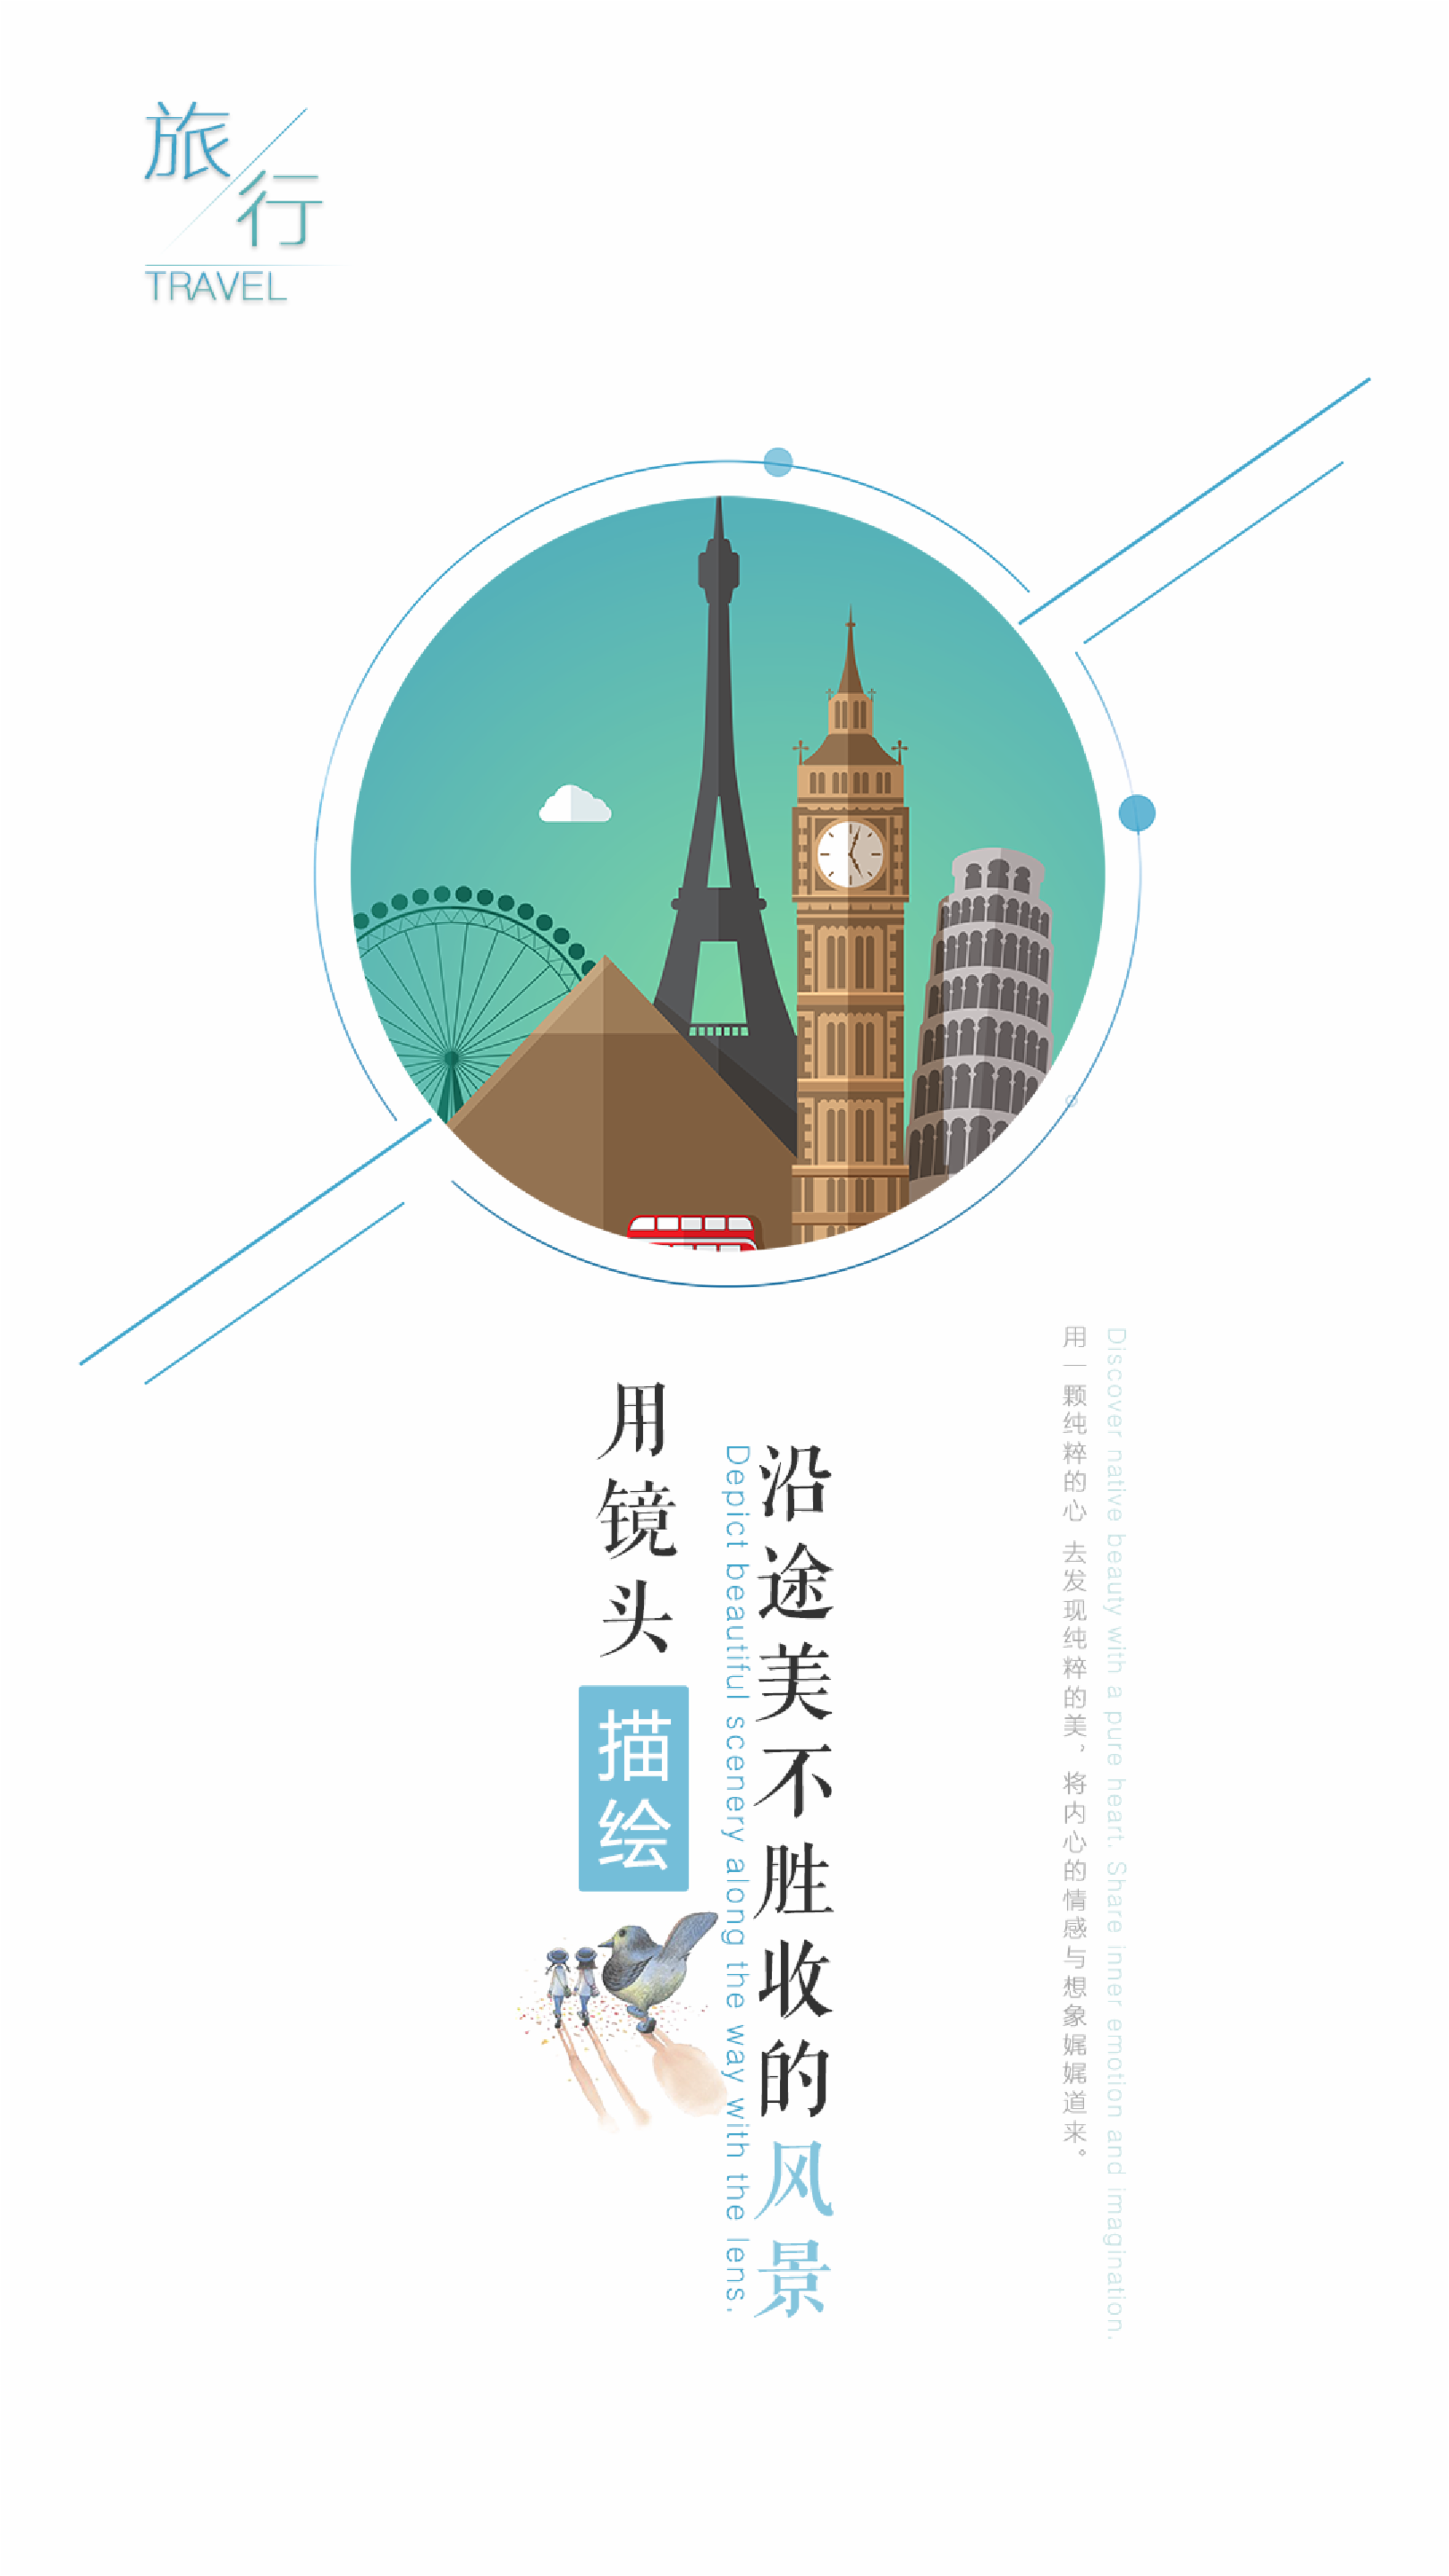 旅行
TRAVEL
用镜头描绘
Depict beautiful scenery along the way with the lens.
沿途美不胜收的风景
用一颗纯粹的心 去发现纯粹的美，将内心的情感与想象娓娓道来。
Discover native beauty with a pure heart. Share inner emotion and imagination.